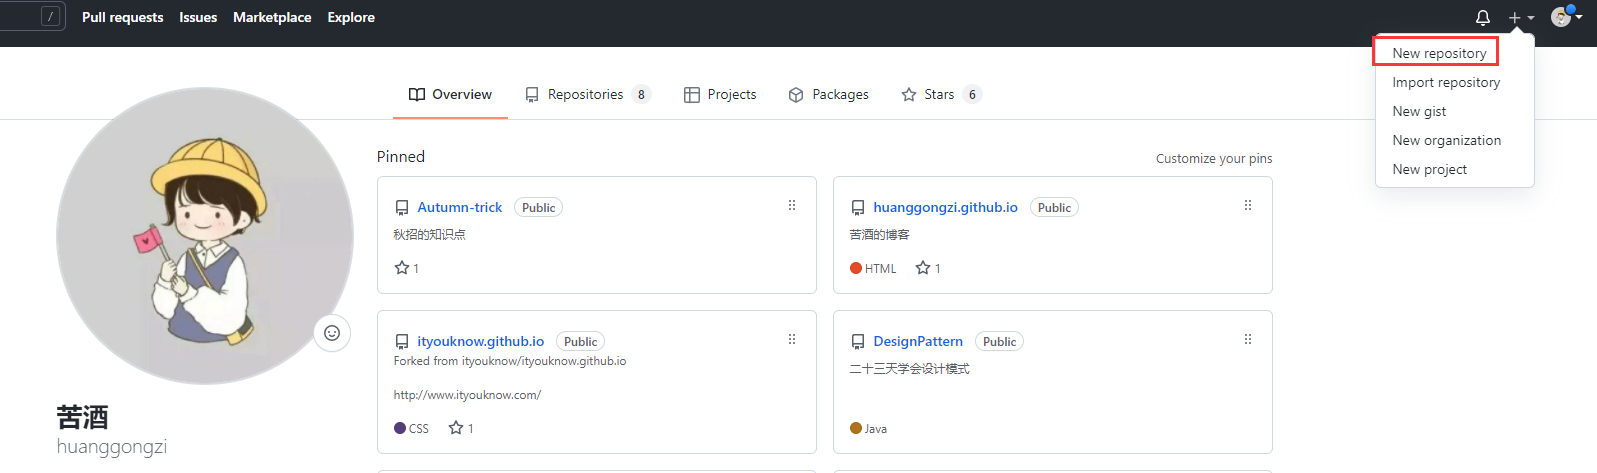 / Pull requests Issues Marketplace Explore
New repository
Import repository
New gist
New organization
New project
Overview Repositories 8 Projects Packages Stars 6
Pinned Customize your pins
Autumn-trick Public
秋招的知识点
1
huanggongzi.github.io Public
苦酒的博客
HTML 1
ityouknow.github.io Public
Forked from ityouknow/ityouknow.github.io
http://www.ityouknow.com/
CSS 1
DesignPattern Public
二十三天学会设计模式
Java
苦酒
huanggongzi